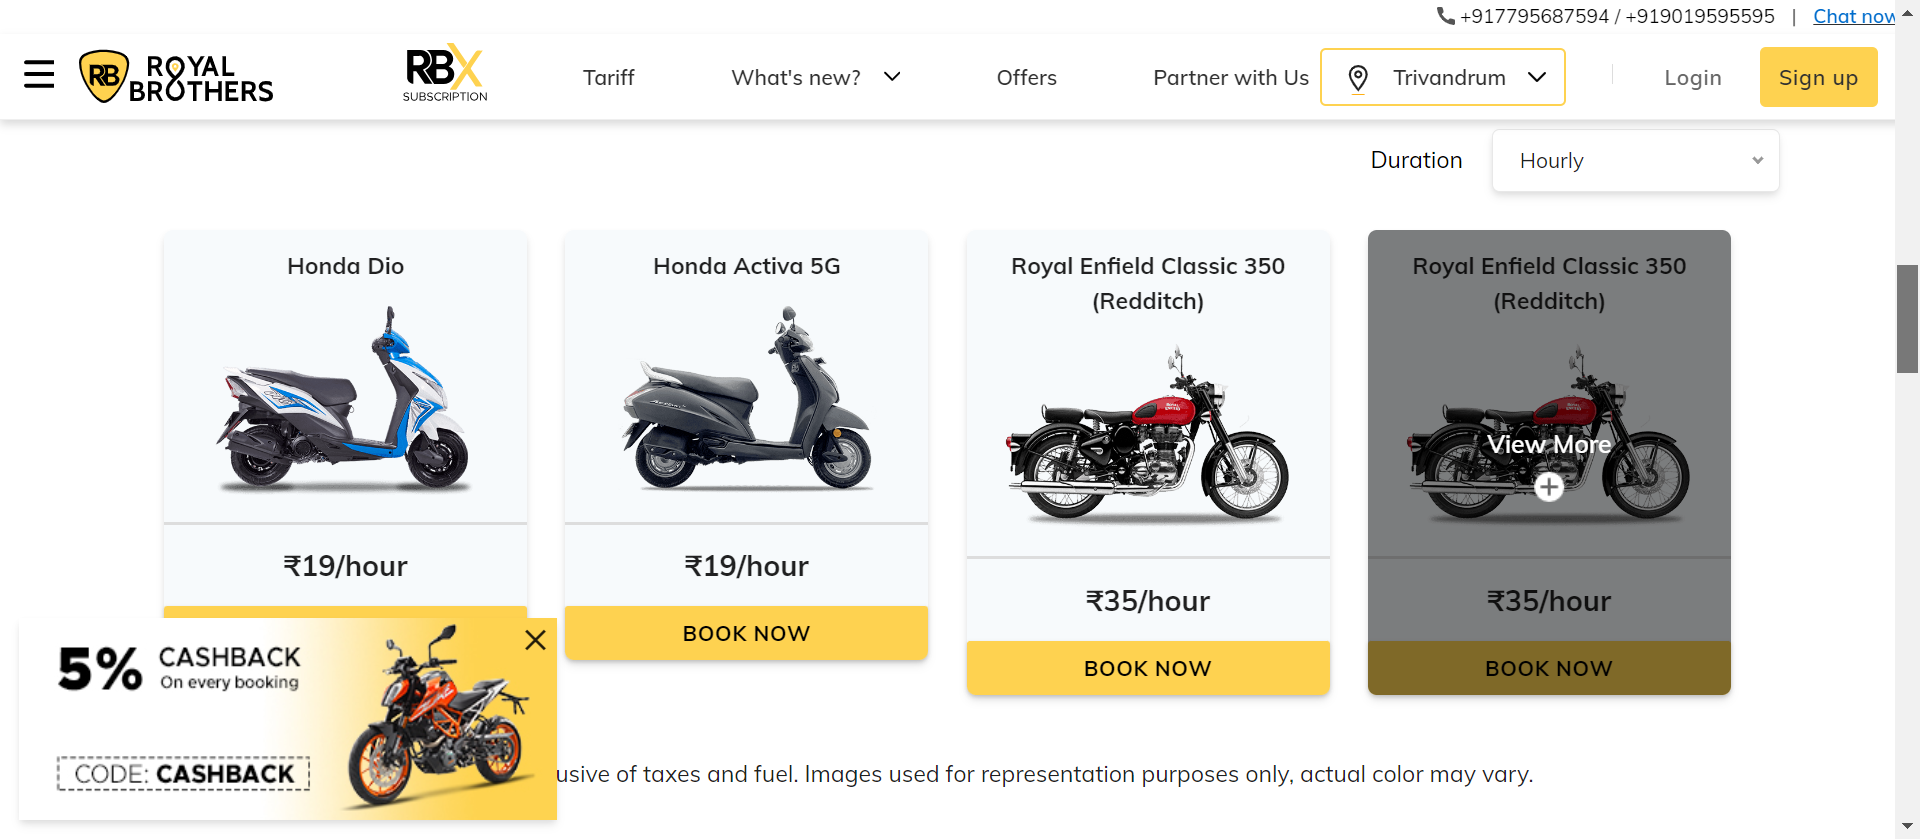 +917795687594 / +919019595595 | Chat now
RB ROYAL BROTHERS
RBX SUBSCRIPTION
Tariff
What's new?
Offers
Partner with Us
Trivandrum
Login
Sign up
Duration
Hourly
Honda Dio
₹19/hour
Honda Activa 5G
₹19/hour
BOOK NOW
Royal Enfield Classic 350
(Redditch)
₹35/hour
BOOK NOW
Royal Enfield Classic 350
(Redditch)
View More
₹35/hour
BOOK NOW
5% CASHBACK
On every booking
CODE: CASHBACK
usive of taxes and fuel. Images used for representation purposes only, actual color may vary.